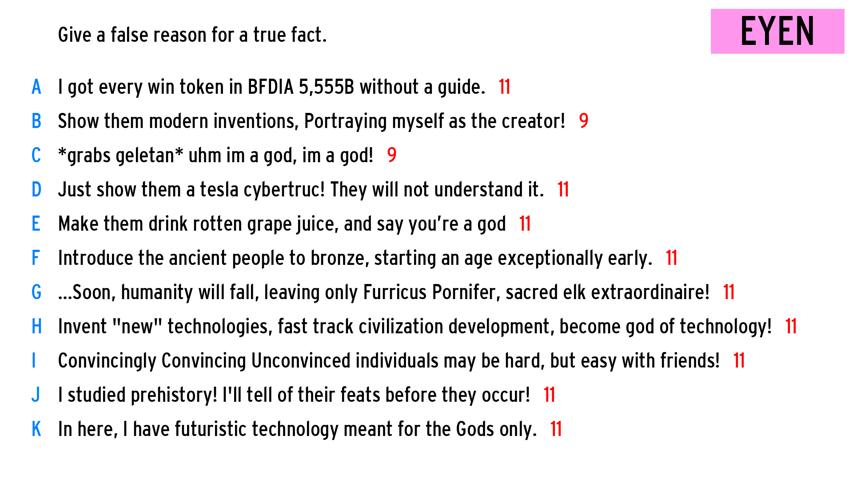 Give a false reason for a true fact.
EYEN
A I got every win token in BFDIA 5,555B without a guide. 11
B Show them modern inventions, Portraying myself as the creator! 9
C *grabs geletan* uhm im a god, im a god! 9
D Just show them a tesla cybertruc! They will not understand it. 11
E Make them drink rotten grape juice, and say you’re a god 11
F Introduce the ancient people to bronze, starting an age exceptionally early. 11
G ...Soon, humanity will fall, leaving only Furricus Pornifer, sacred elk extraordinaire! 11
H Invent "new" technologies, fast track civilization development, become god of technology! 11
I Convincingly Convincing Unconvinced individuals may be hard, but easy with friends! 11
J I studied prehistory! I'll tell of their feats before they occur! 11
K In here, I have futuristic technology meant for the Gods only. 11